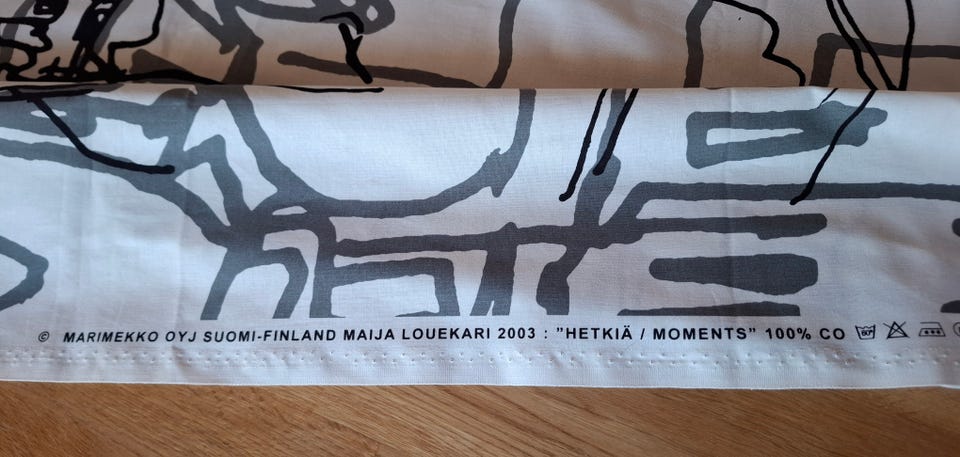 © MARIMEKKO OYJ SUOMI-FINLAND MAIJA LOUEKARI 2003 : "HETKIÄ / MOMENTS" 100% CO